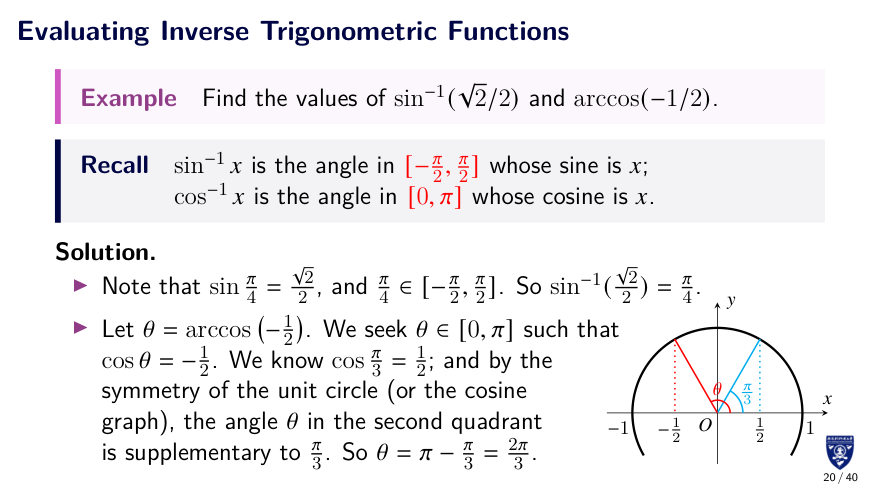 Evaluating Inverse Trigonometric Functions
Example Find the values of sin⁻¹(√2/2) and arccos(−1/2).
Recall sin⁻¹ x is the angle in [−π/2, π/2] whose sine is x;
cos⁻¹ x is the angle in [0, π] whose cosine is x.
Solution.
▶ Note that sin π/4 = √2/2, and π/4 ∈ [−π/2, π/2]. So sin⁻¹(√2/2) = π/4.
▶ Let θ = arccos (−1/2). We seek θ ∈ [0, π] such that
cos θ = −1/2. We know cos π/3 = 1/2; and by the
symmetry of the unit circle (or the cosine
graph), the angle θ in the second quadrant
is supplementary to π/3. So θ = π − π/3 = 2π/3.
y
θ
π/3
x
−1
−1/2
O
1/2
1
20 / 40